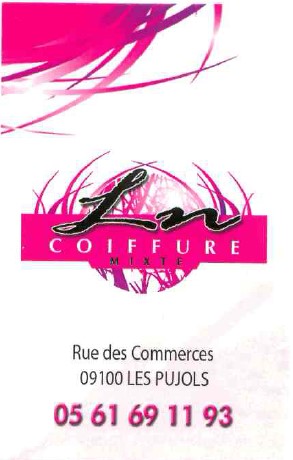 Ln
COIFFURE
MIXTE
Rue des Commerces
09100 LES PUJOLS
05 61 69 11 93